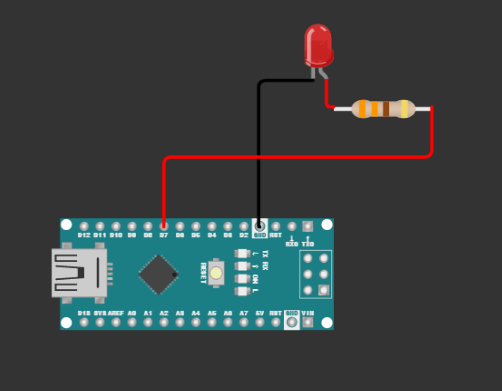 D12 D11 D10 D9 D8 D7 D6 D5 D4 D3 D2 GND RST RX0 TX1
RESET
TX
RX
ON
L
D13 3V3 AREF A0 A1 A2 A3 A4 A5 A6 A7 5V RST GND VIN